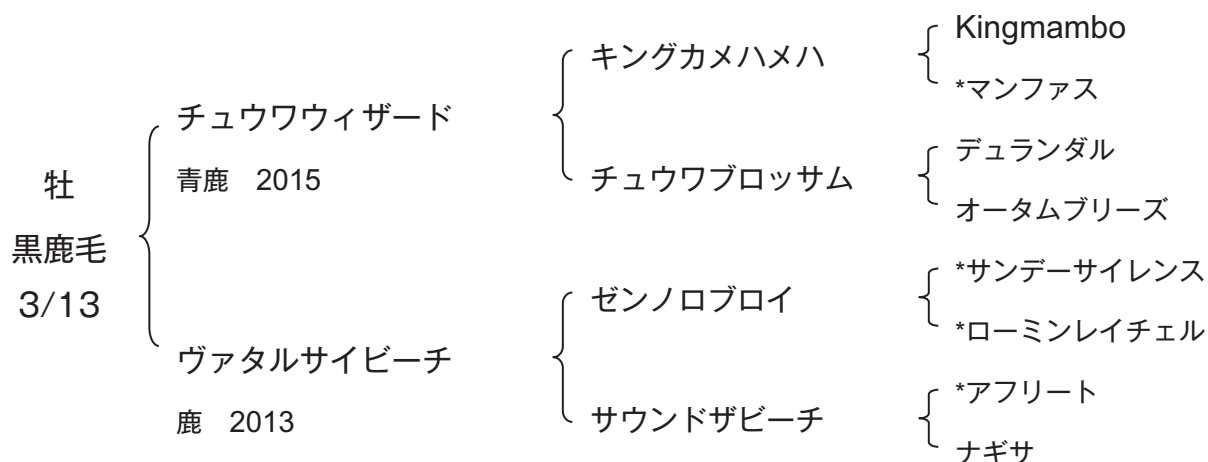 牡
黒鹿毛
3/13
チュウワウィザード
青鹿　2015
ヴァタルサイビーチ
鹿　2013
キングカメハメハ
チュウワブロッサム
ゼンノロブロイ
サウンドザビーチ
Kingmambo
*マンファス
デュランダル
オータムブリーズ
*サンデーサイレンス
*ローミンレイチェル
*アフリート
ナギサ